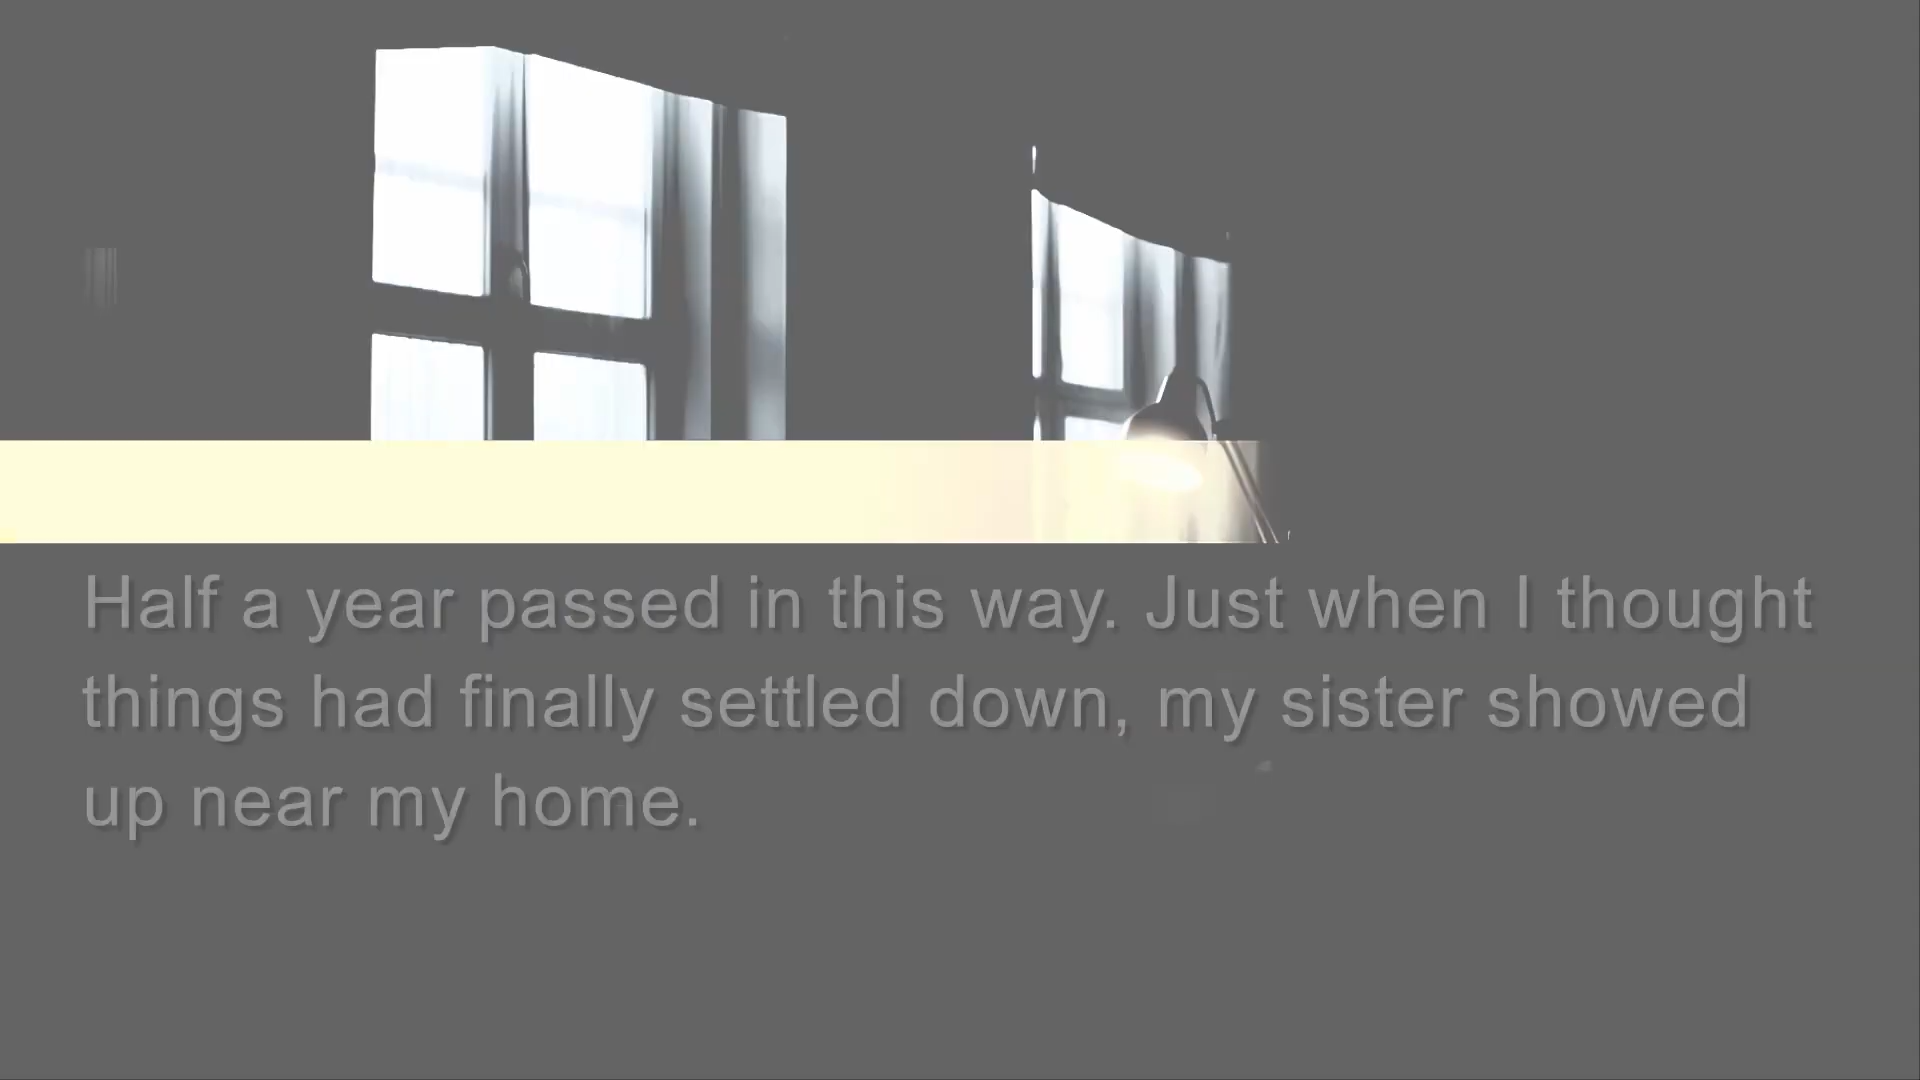 Half a year passed in this way. Just when I thought
things had finally settled down, my sister showed
up near my home.